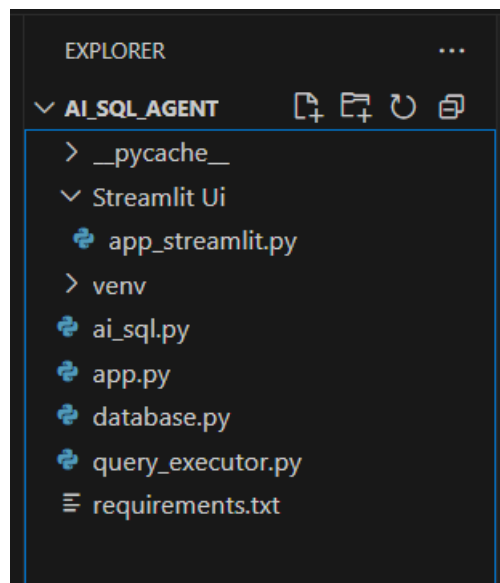 EXPLORER
AI_SQL_AGENT
__pycache__
Streamlit Ui
app_streamlit.py
venv
ai_sql.py
app.py
database.py
query_executor.py
requirements.txt